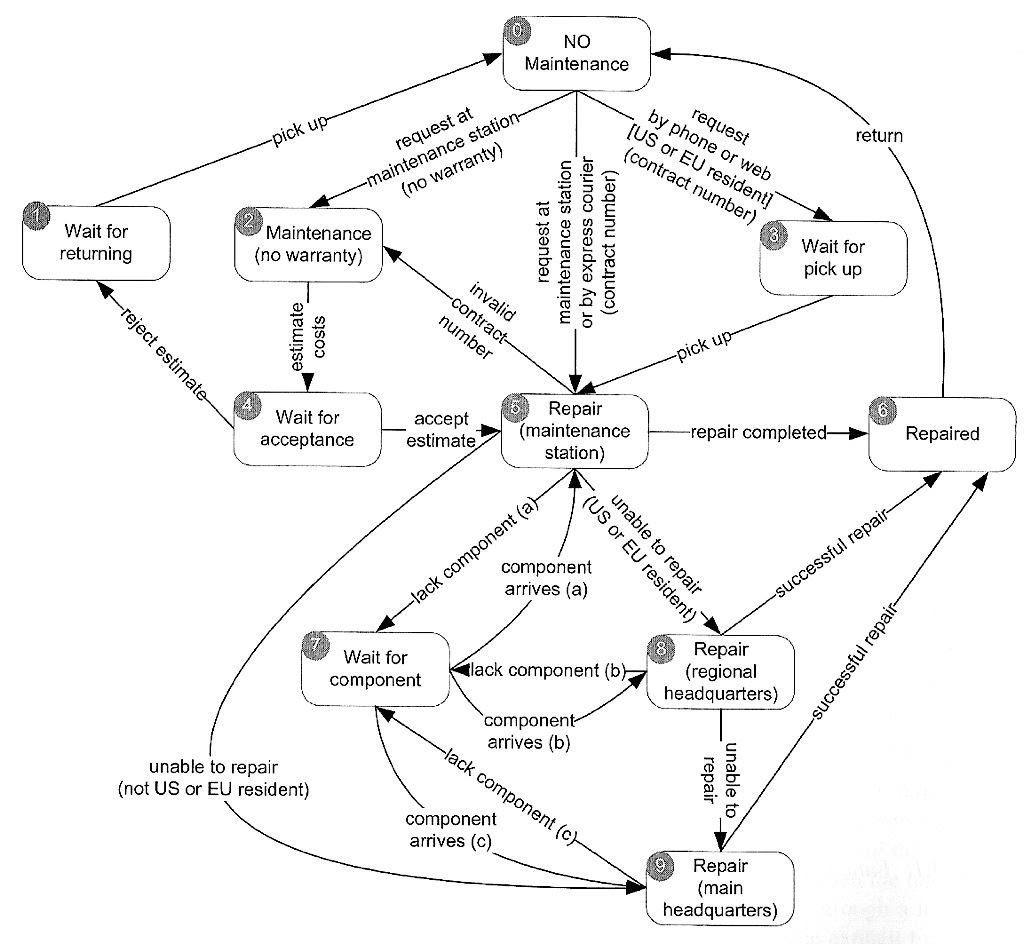 0
NO
Maintenance
pick up
request at
maintenance station
(no warranty)
request at
maintenance station
or by express courier
(contract number)
request
by phone or web
[US or EU resident]
(contract number)
return
1
Wait for
returning
2
Maintenance
(no warranty)
3
Wait for
pick up
reject estimate
estimate
costs
invalid
contract
number
pick up
4
Wait for
acceptance
accept
estimate
5
Repair
(maintenance
station)
repair completed
6
Repaired
lack component (a)
component
arrives (a)
unable to repair
(US or EU resident)
successful repair
successful repair
7
Wait for
component
lack component (b)
component
arrives (b)
8
Repair
(regional
headquarters)
unable to repair
(not US or EU resident)
component
arrives (c)
lack component (c)
unable to
repair
9
Repair
(main
headquarters)